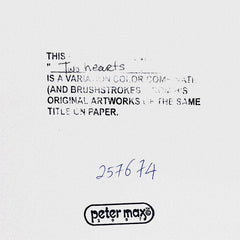 THIS
" Two hearts
IS A VARIATION COLOR COMBINATI
(AND BRUSHSTROKES
ORIGINAL ARTWORKS OF THE SAME
TITLE ON PAPER.
257674
peter max